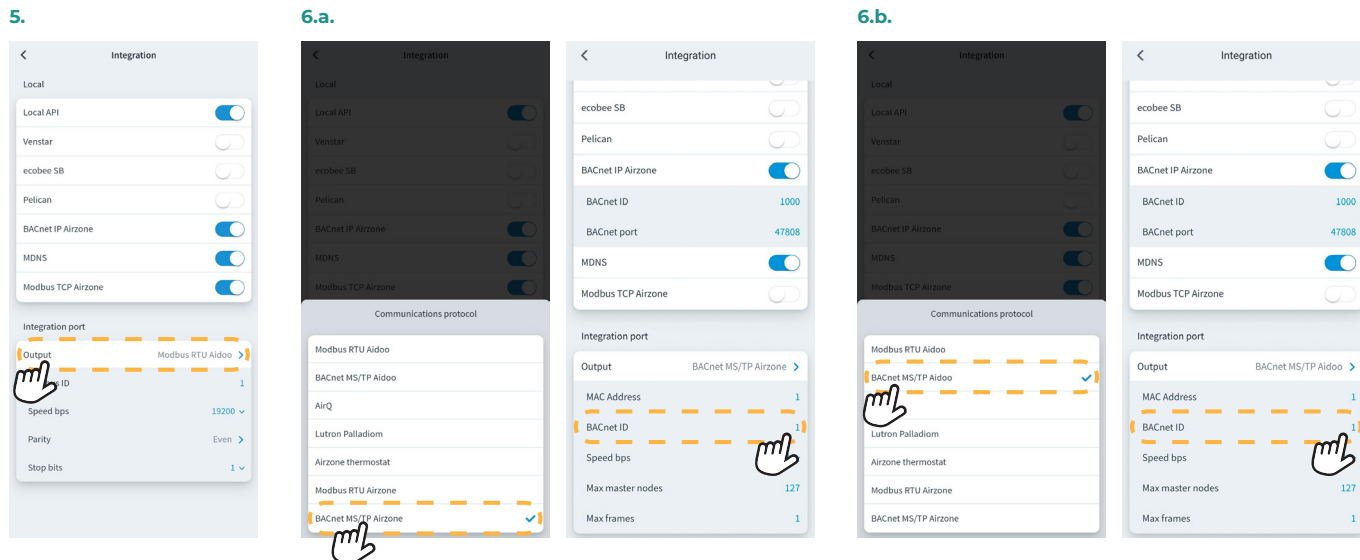 5.
Integration
Local
Local API
Venstar
ecobee SB
Pelican
BACnet IP Airzone
MDNS
Modbus TCP Airzone
Integration port
Output Modbus RTU Aidoo
ID 1
Speed bps 19200
Parity Even
Stop bits 1
6.a.
Integration
Local
Local API
Venstar
ecobee SB
Pelican
BACnet IP Airzone
MDNS
Modbus TCP Airzone
Communications protocol
Modbus RTU Aidoo
BACnet MS/TP Aidoo
AirQ
Lutron Palladiom
Airzone thermostat
Modbus RTU Airzone
BACnet MS/TP Airzone
Integration
ecobee SB
Pelican
BACnet IP Airzone
BACnet ID 1000
BACnet port 47808
MDNS
Modbus TCP Airzone
Integration port
Output BACnet MS/TP Airzone
MAC Address 1
BACnet ID 1
Speed bps
Max master nodes 127
Max frames 1
6.b.
Integration
Local
Local API
Venstar
ecobee SB
Pelican
BACnet IP Airzone
MDNS
Modbus TCP Airzone
Communications protocol
Modbus RTU Aidoo
BACnet MS/TP Aidoo
Lutron Palladiom
Airzone thermostat
Modbus RTU Airzone
BACnet MS/TP Airzone
Integration
ecobee SB
Pelican
BACnet IP Airzone
BACnet ID 1000
BACnet port 47808
MDNS
Modbus TCP Airzone
Integration port
Output BACnet MS/TP Aidoo
MAC Address 1
BACnet ID 1
Speed bps
Max master nodes 127
Max frames 1